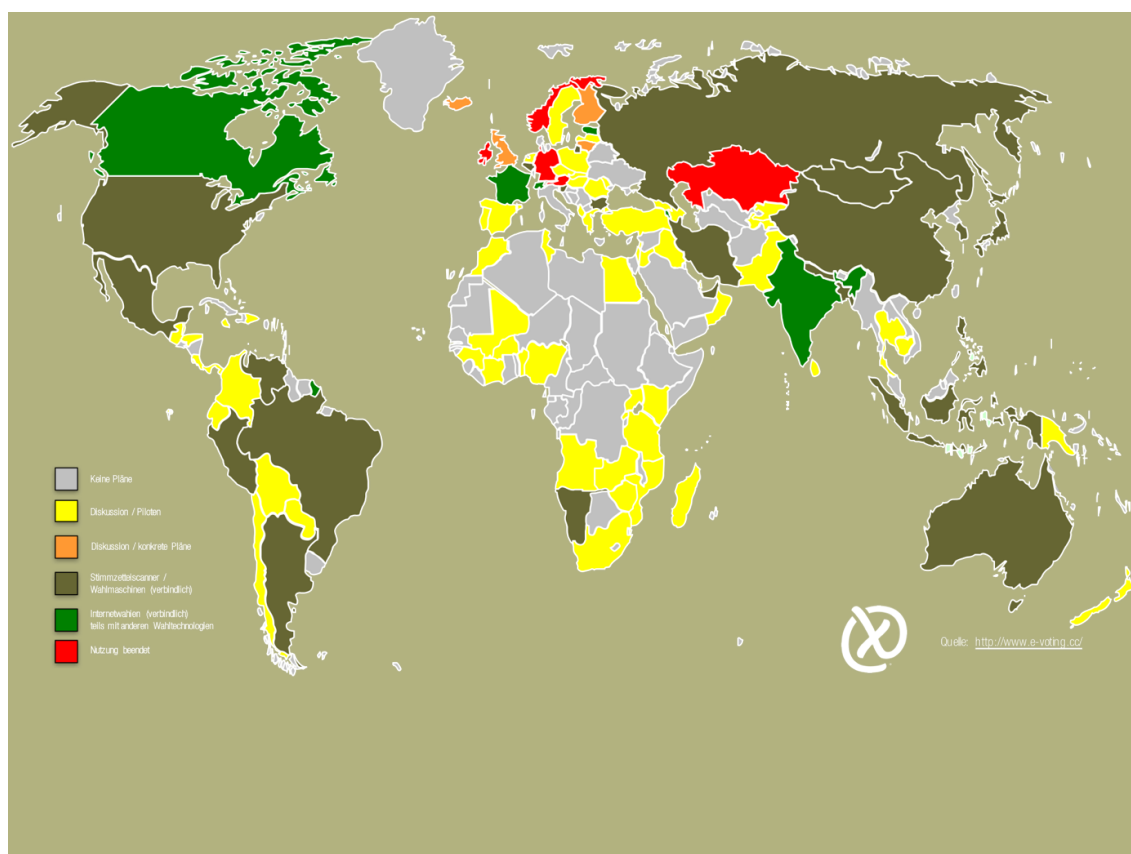 Keine Pläne
Diskussion / Piloten
Diskussion / konkrete Pläne
Stimmzettelscanner /
Wahlmaschinen (verbindlich)
Internetwahlen (verbindlich)
teils mit anderen Wahltechnologien
Nutzung beendet
Quelle: http://www.e-voting.cc/